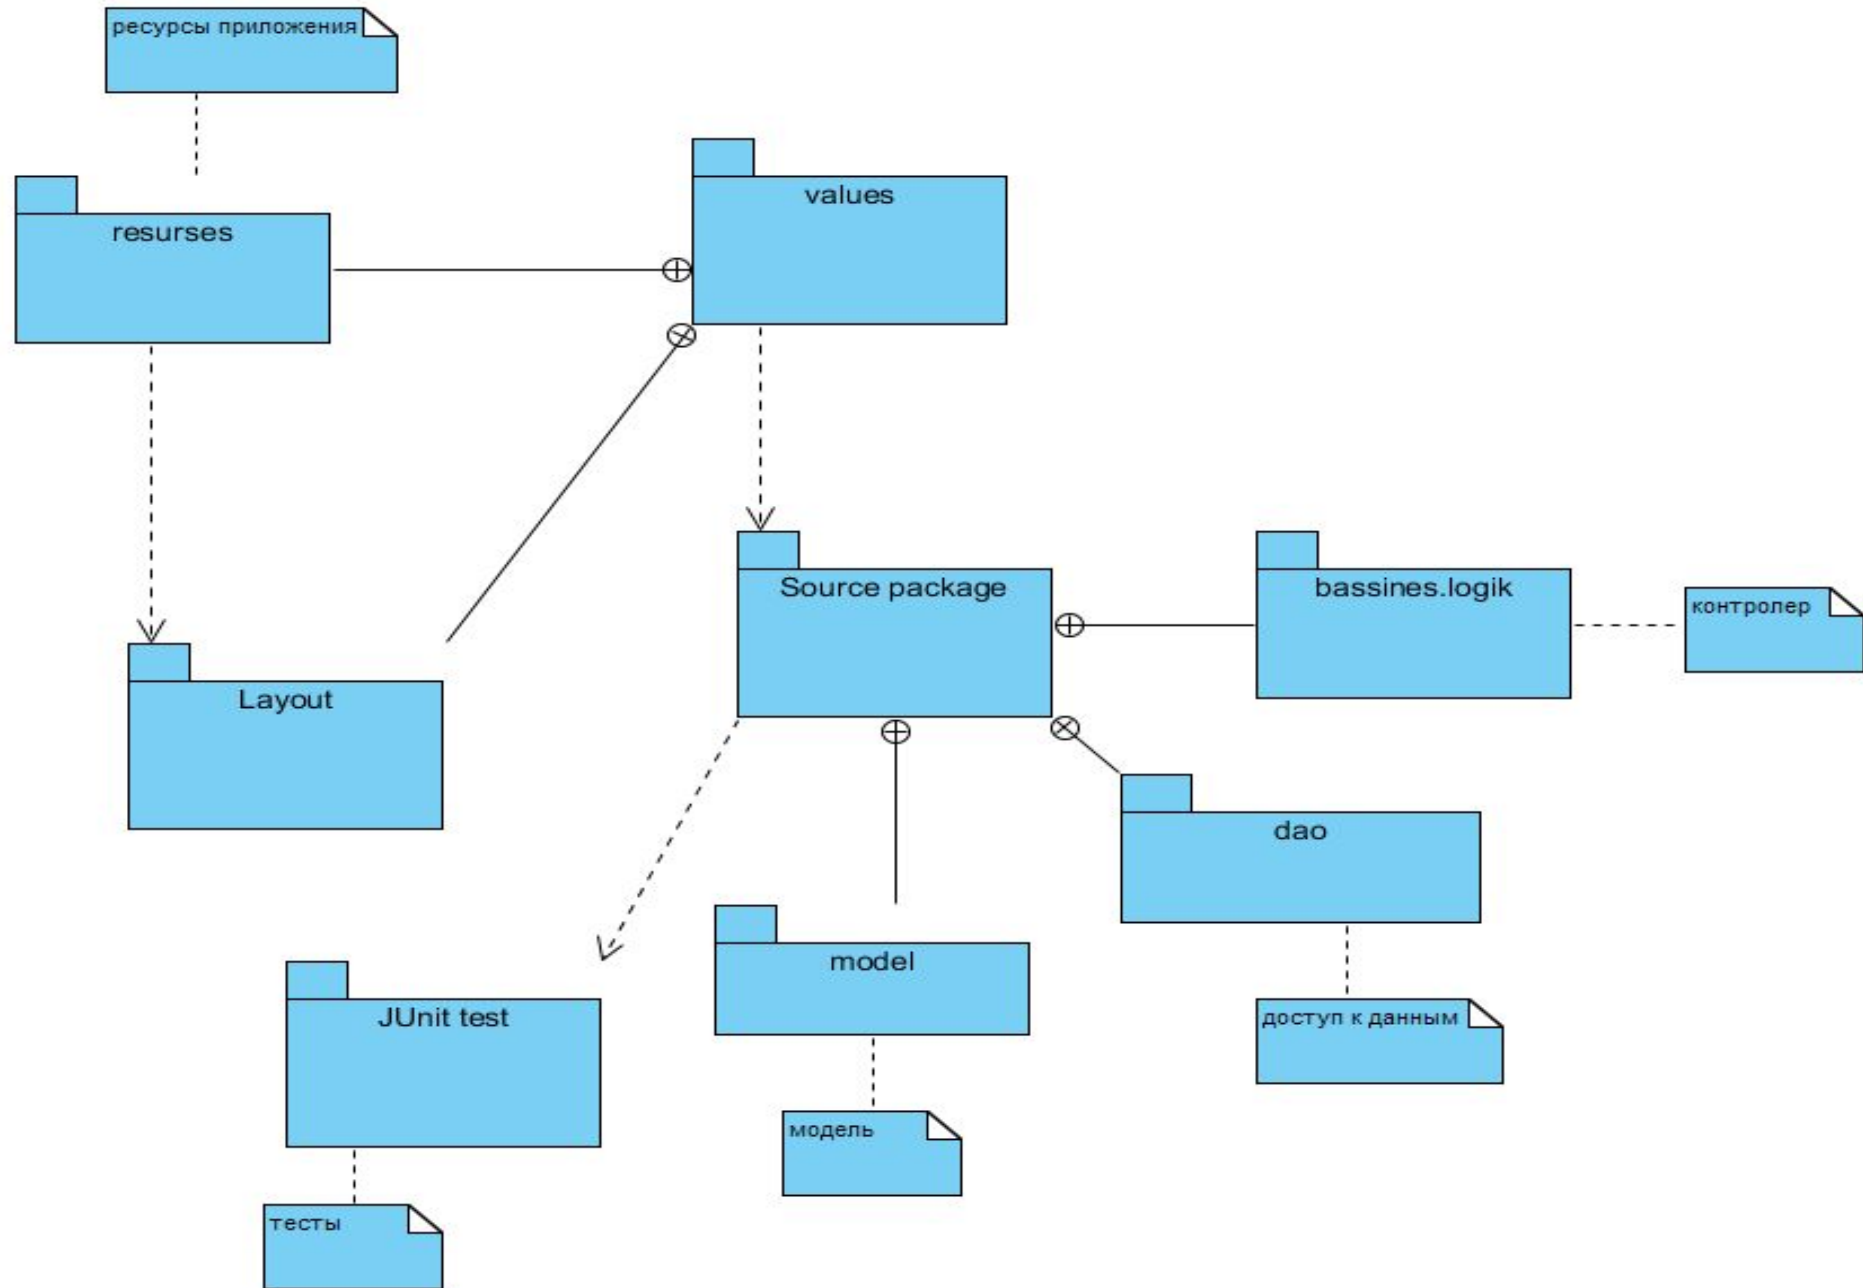 ресурсы приложения
values
resurses
Source package
bassines.logik
контролер
Layout
dao
model
JUnit test
доступ к данным
модель
тесты